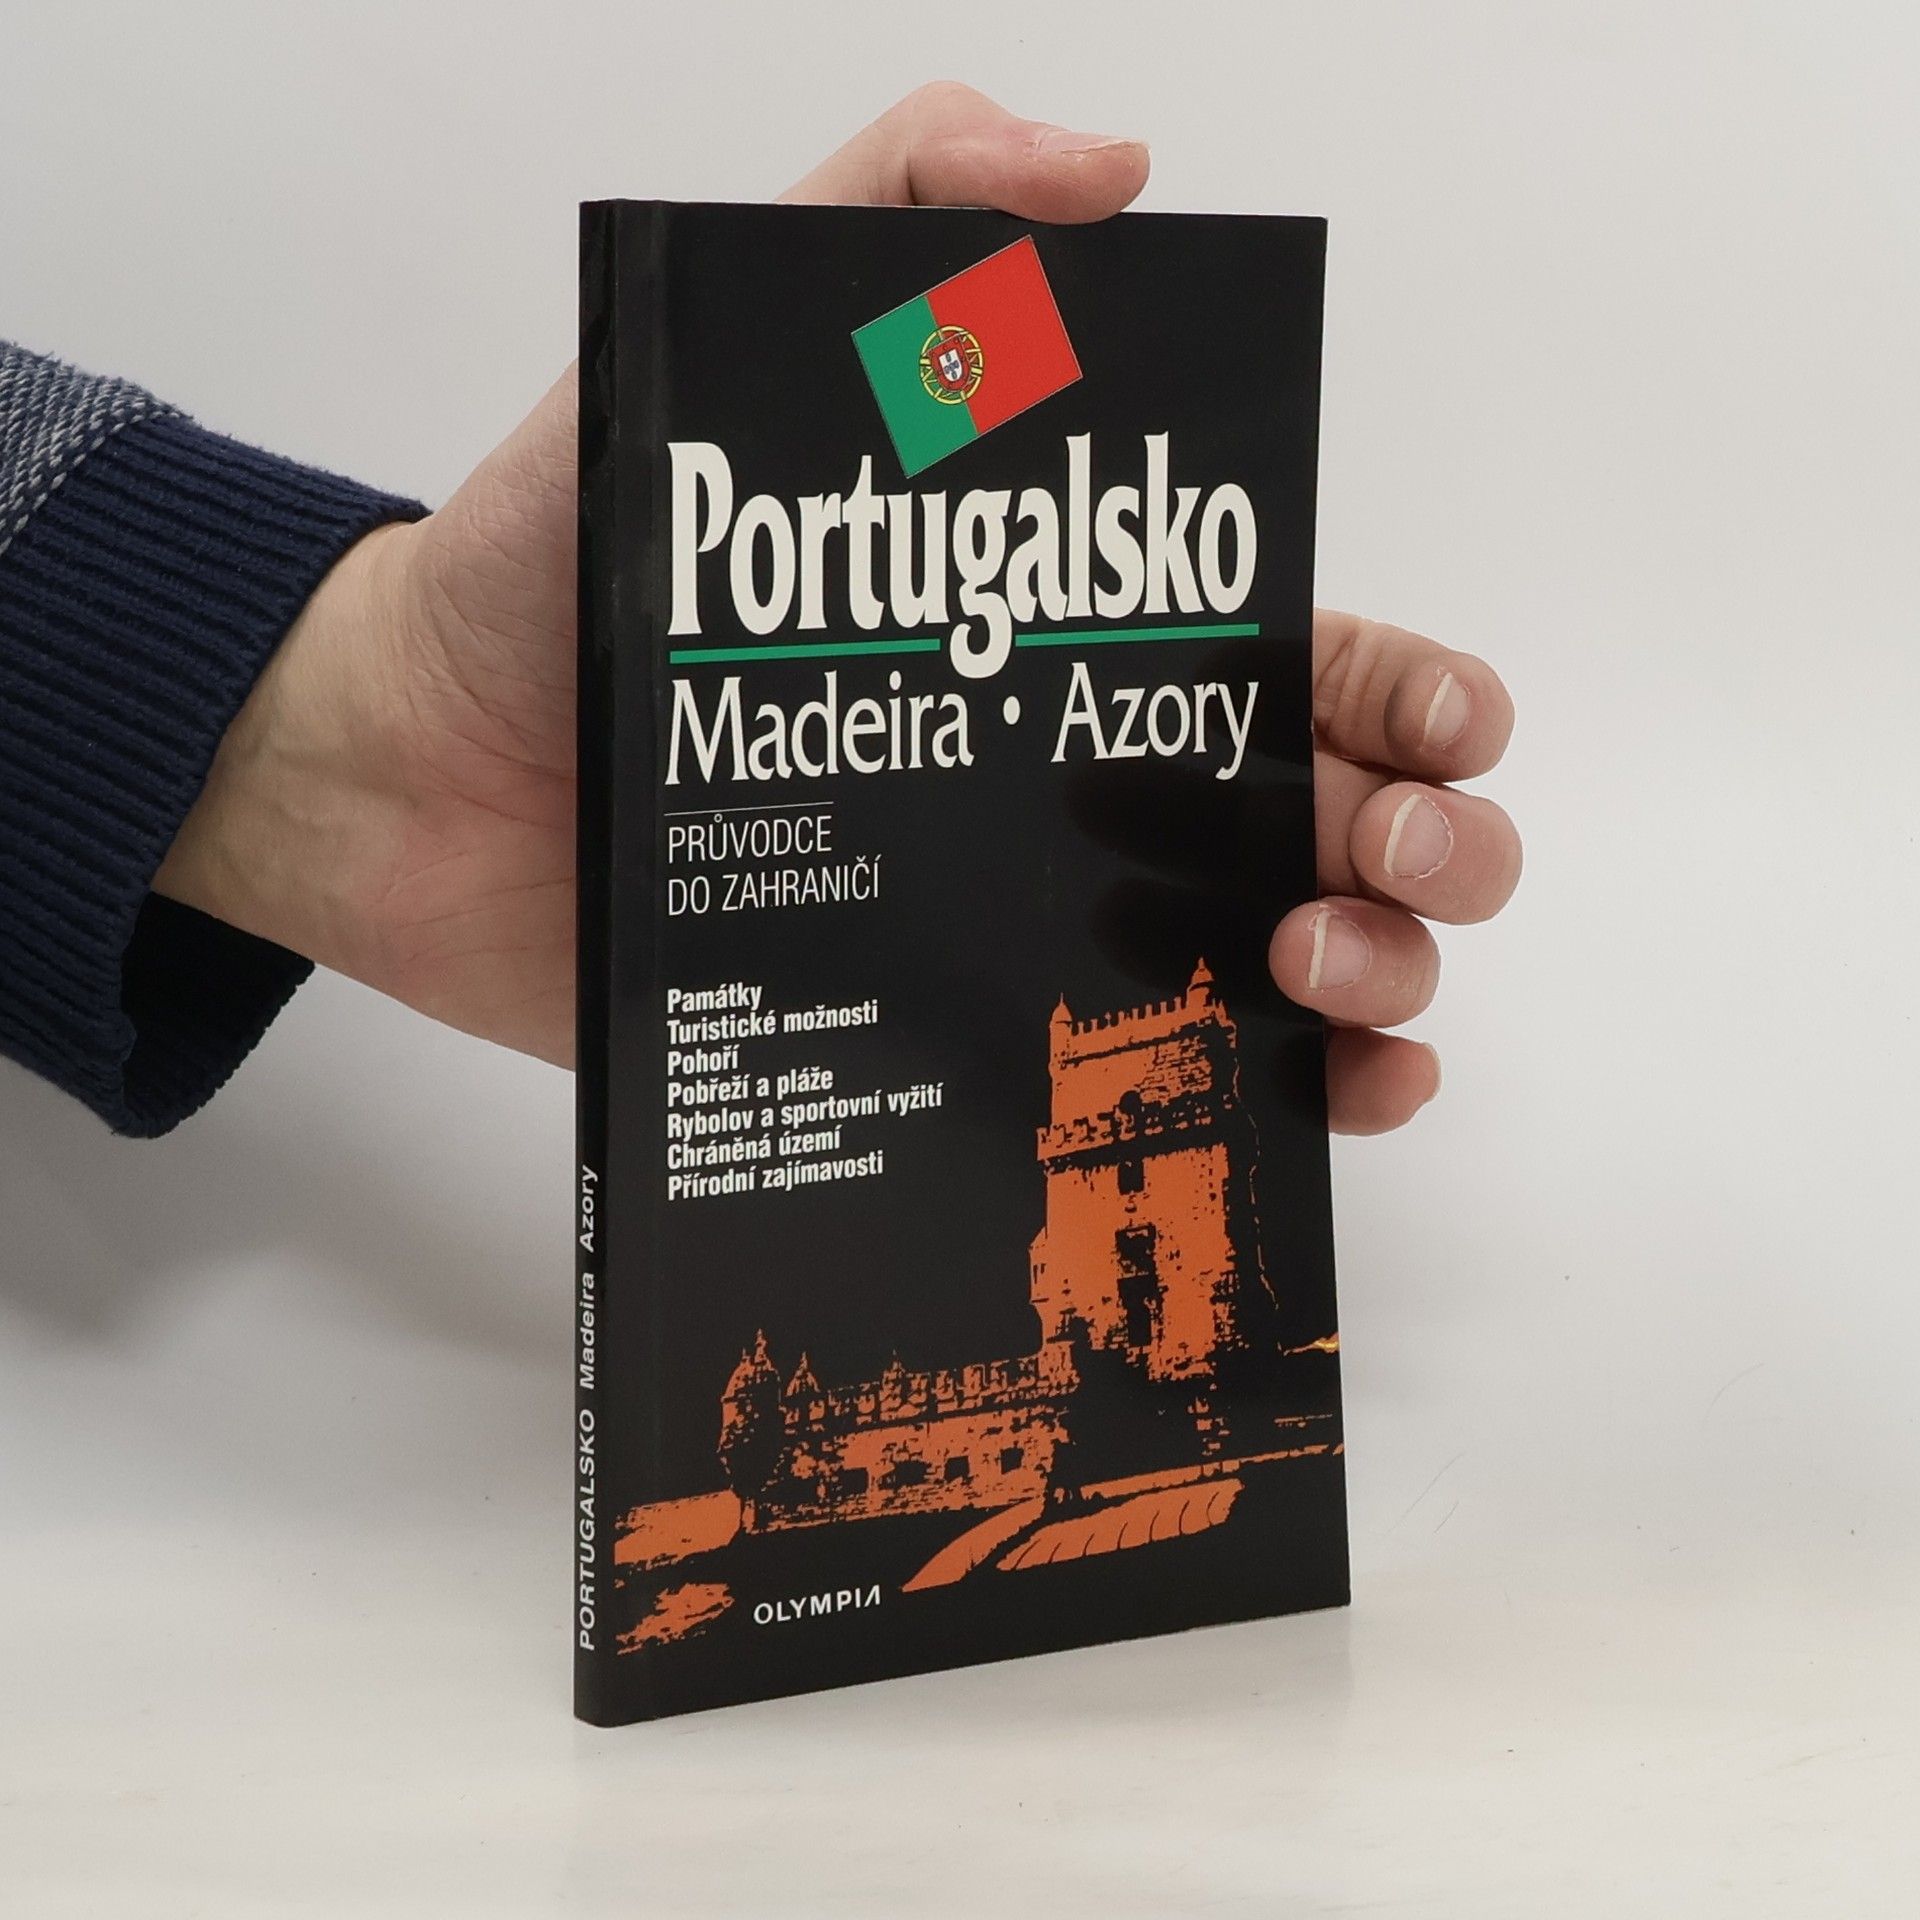 Portugalsko
Madeira · Azory
PRŮVODCE
DO ZAHRANIČÍ
Památky
Turistické možnosti
Pohoří
Pobřeží a pláže
Rybolov a sportovní vyžití
Chráněná území
Přírodní zajímavosti
OLYMPIA
PORTUGALSKO Madeira Azory